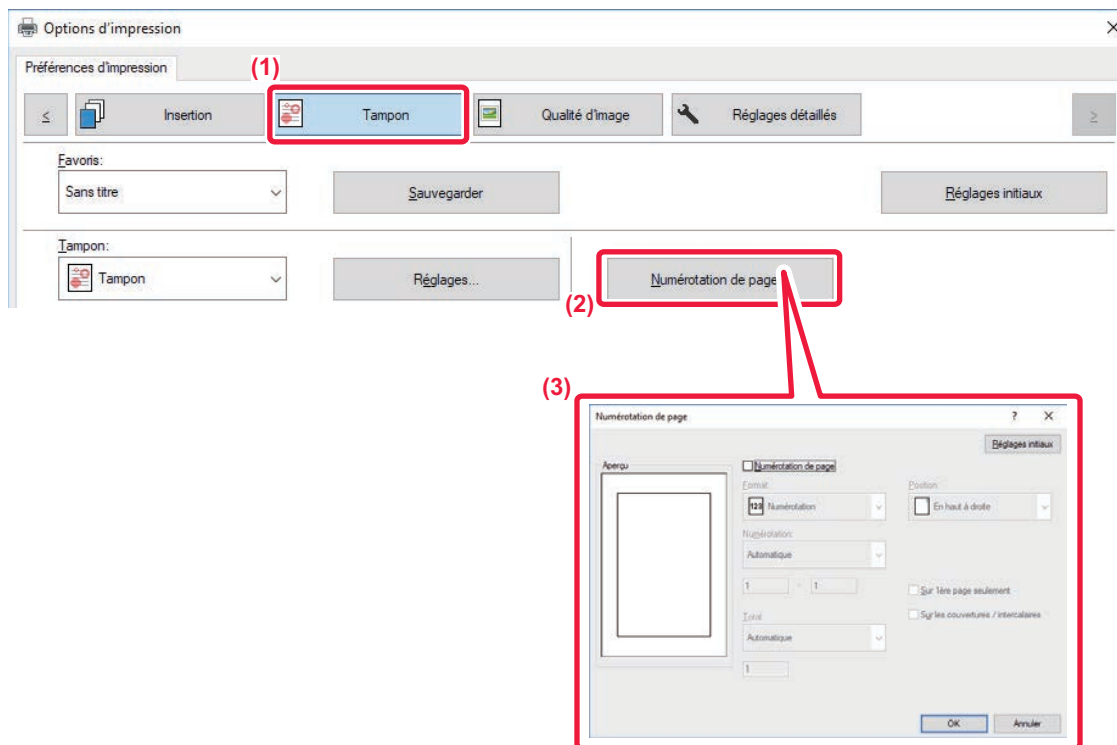 Options d'impression
Préférences d'impression
(1)
< Insertion Tampon Qualité d'image Réglages détaillés >
Favoris:
Sans titre Sauvegarder Réglages initiaux
Tampon:
Tampon Réglages... Numérotation de page
(2)
(3)
Numérotation de page ? X
Réglages initiaux
Aperçu Numérotation de page
Format: Position:
123 Numérotation En haut à droite
Numérotation:
Automatique
1 - 1 Sur 1ère page seulement
Sur les couvertures / intercalaires
Total:
Automatique
1
OK Annuler